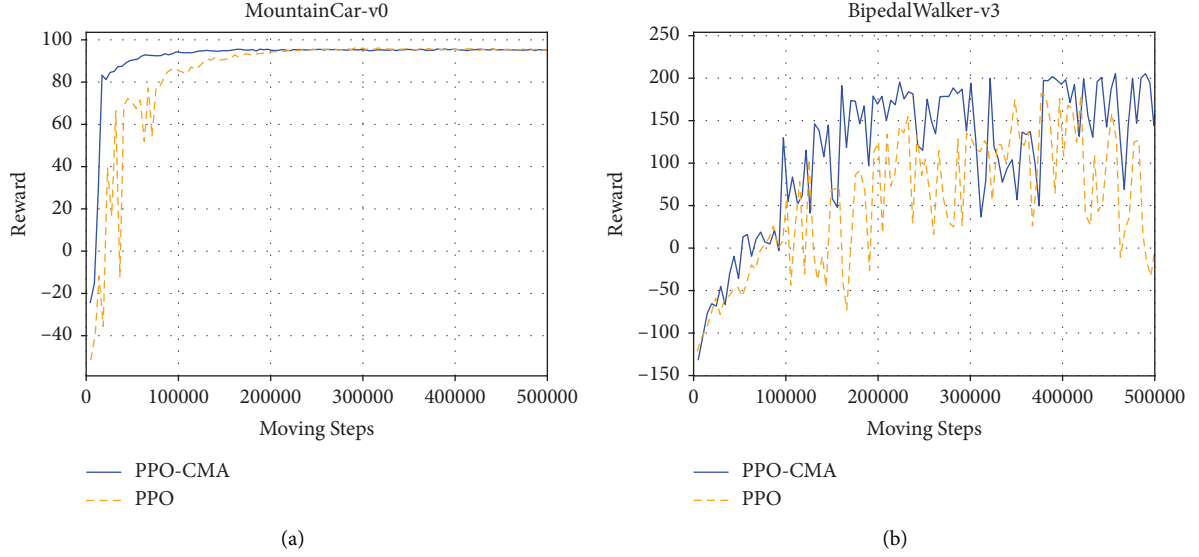 MountainCar-v0
100
80
60
40
20
0
−20
−40
Reward
0
100000
200000
300000
400000
500000
Moving Steps
PPO-CMA
PPO
(a)
BipedalWalker-v3
250
200
150
100
50
0
−50
−100
−150
Reward
0
100000
200000
300000
400000
500000
Moving Steps
PPO-CMA
PPO
(b)